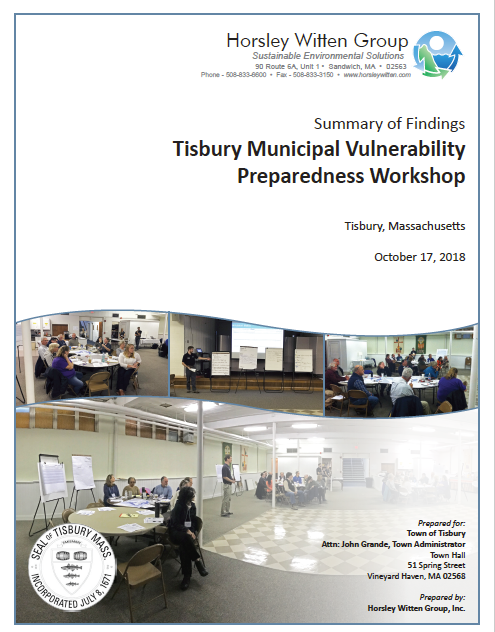 Horsley Witten Group
Sustainable Environmental Solutions
90 Route 6A, Unit 1 • Sandwich, MA • 02563
Phone - 508-833-6600 • Fax - 508-833-3150 • www.horsleywitten.com
Summary of Findings
Tisbury Municipal Vulnerability
Preparedness Workshop
Tisbury, Massachusetts
October 17, 2018
SEAL OF TISBURY MASS.
INCORPORATED JULY 8, 1671
Prepared for:
Town of Tisbury
Attn: John Grande, Town Administrator
Town Hall
51 Spring Street
Vineyard Haven, MA 02568
Prepared by:
Horsley Witten Group, Inc.